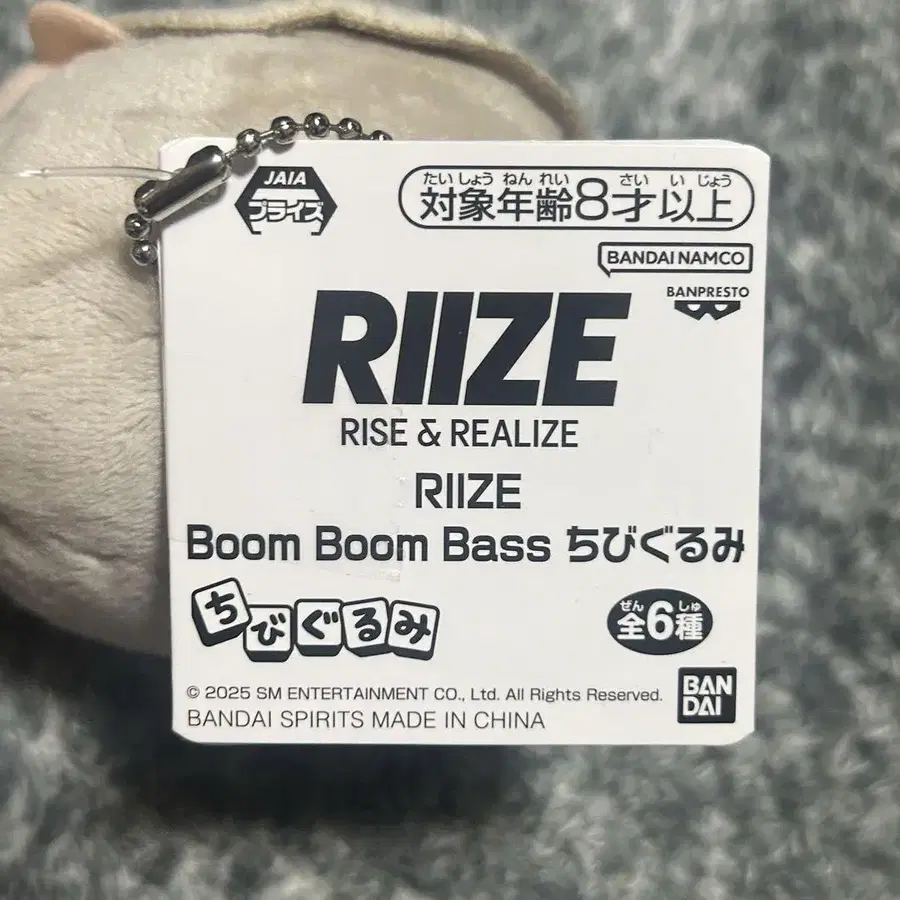 JAIA
プライズ
たいしょう ねん れい さい い じょう
対象年齢8才以上
BANDAI NAMCO
BANPRESTO
RIIZE
RISE & REALIZE
RIIZE
Boom Boom Bass ちびぐるみ
ちびぐるみ
ぜん しゅ
全6種
© 2025 SM ENTERTAINMENT CO., Ltd. All Rights Reserved.
BANDAI SPIRITS MADE IN CHINA
BAN
DAI